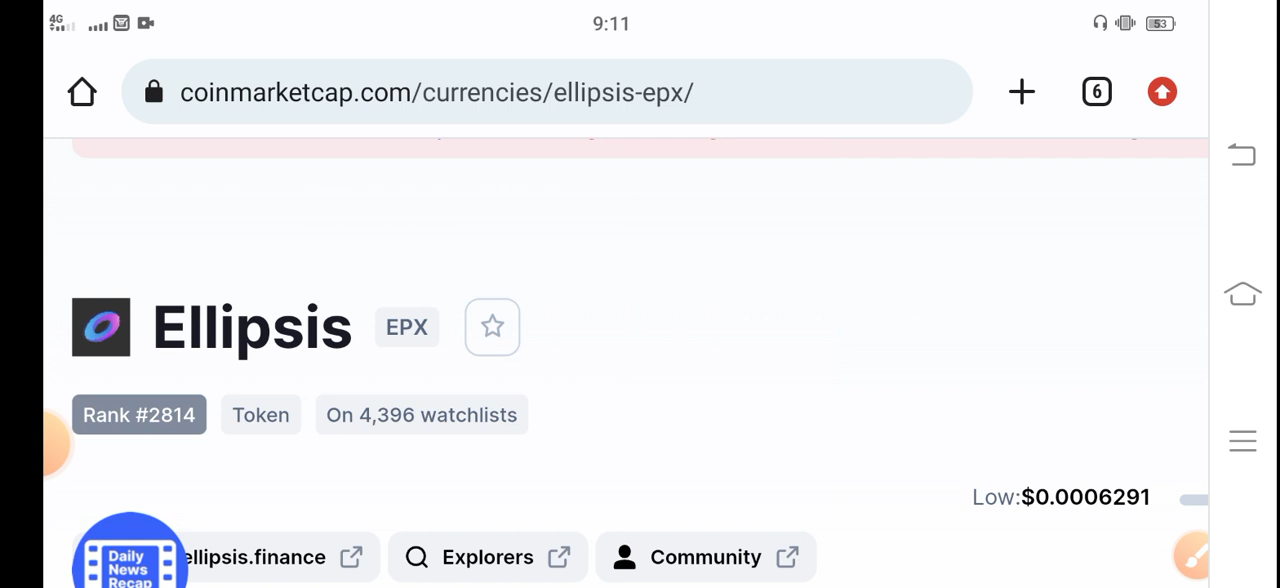 4G 9:11 53
coinmarketcap.com/currencies/ellipsis-epx/ 6
Ellipsis EPX
Rank #2814 Token On 4,396 watchlists
Low:$0.0006291
ellipsis.finance Explorers Community
Daily
News
Recap